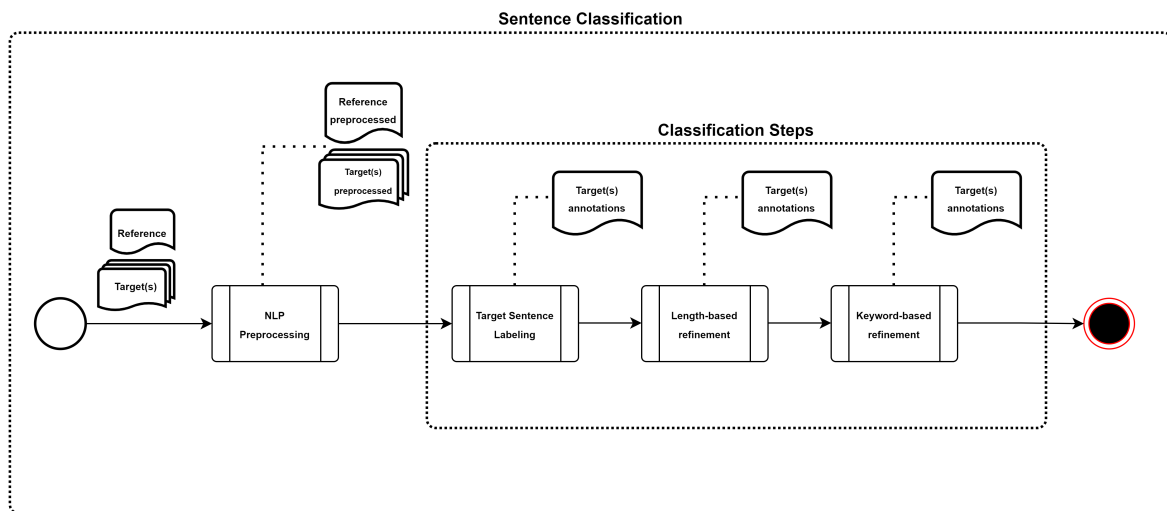 Sentence Classification
Reference
preprocessed
Target(s)
preprocessed
Classification Steps
Target(s)
annotations
Target(s)
annotations
Target(s)
annotations
Reference
Target(s)
NLP
Preprocessing
Target Sentence
Labeling
Length-based
refinement
Keyword-based
refinement